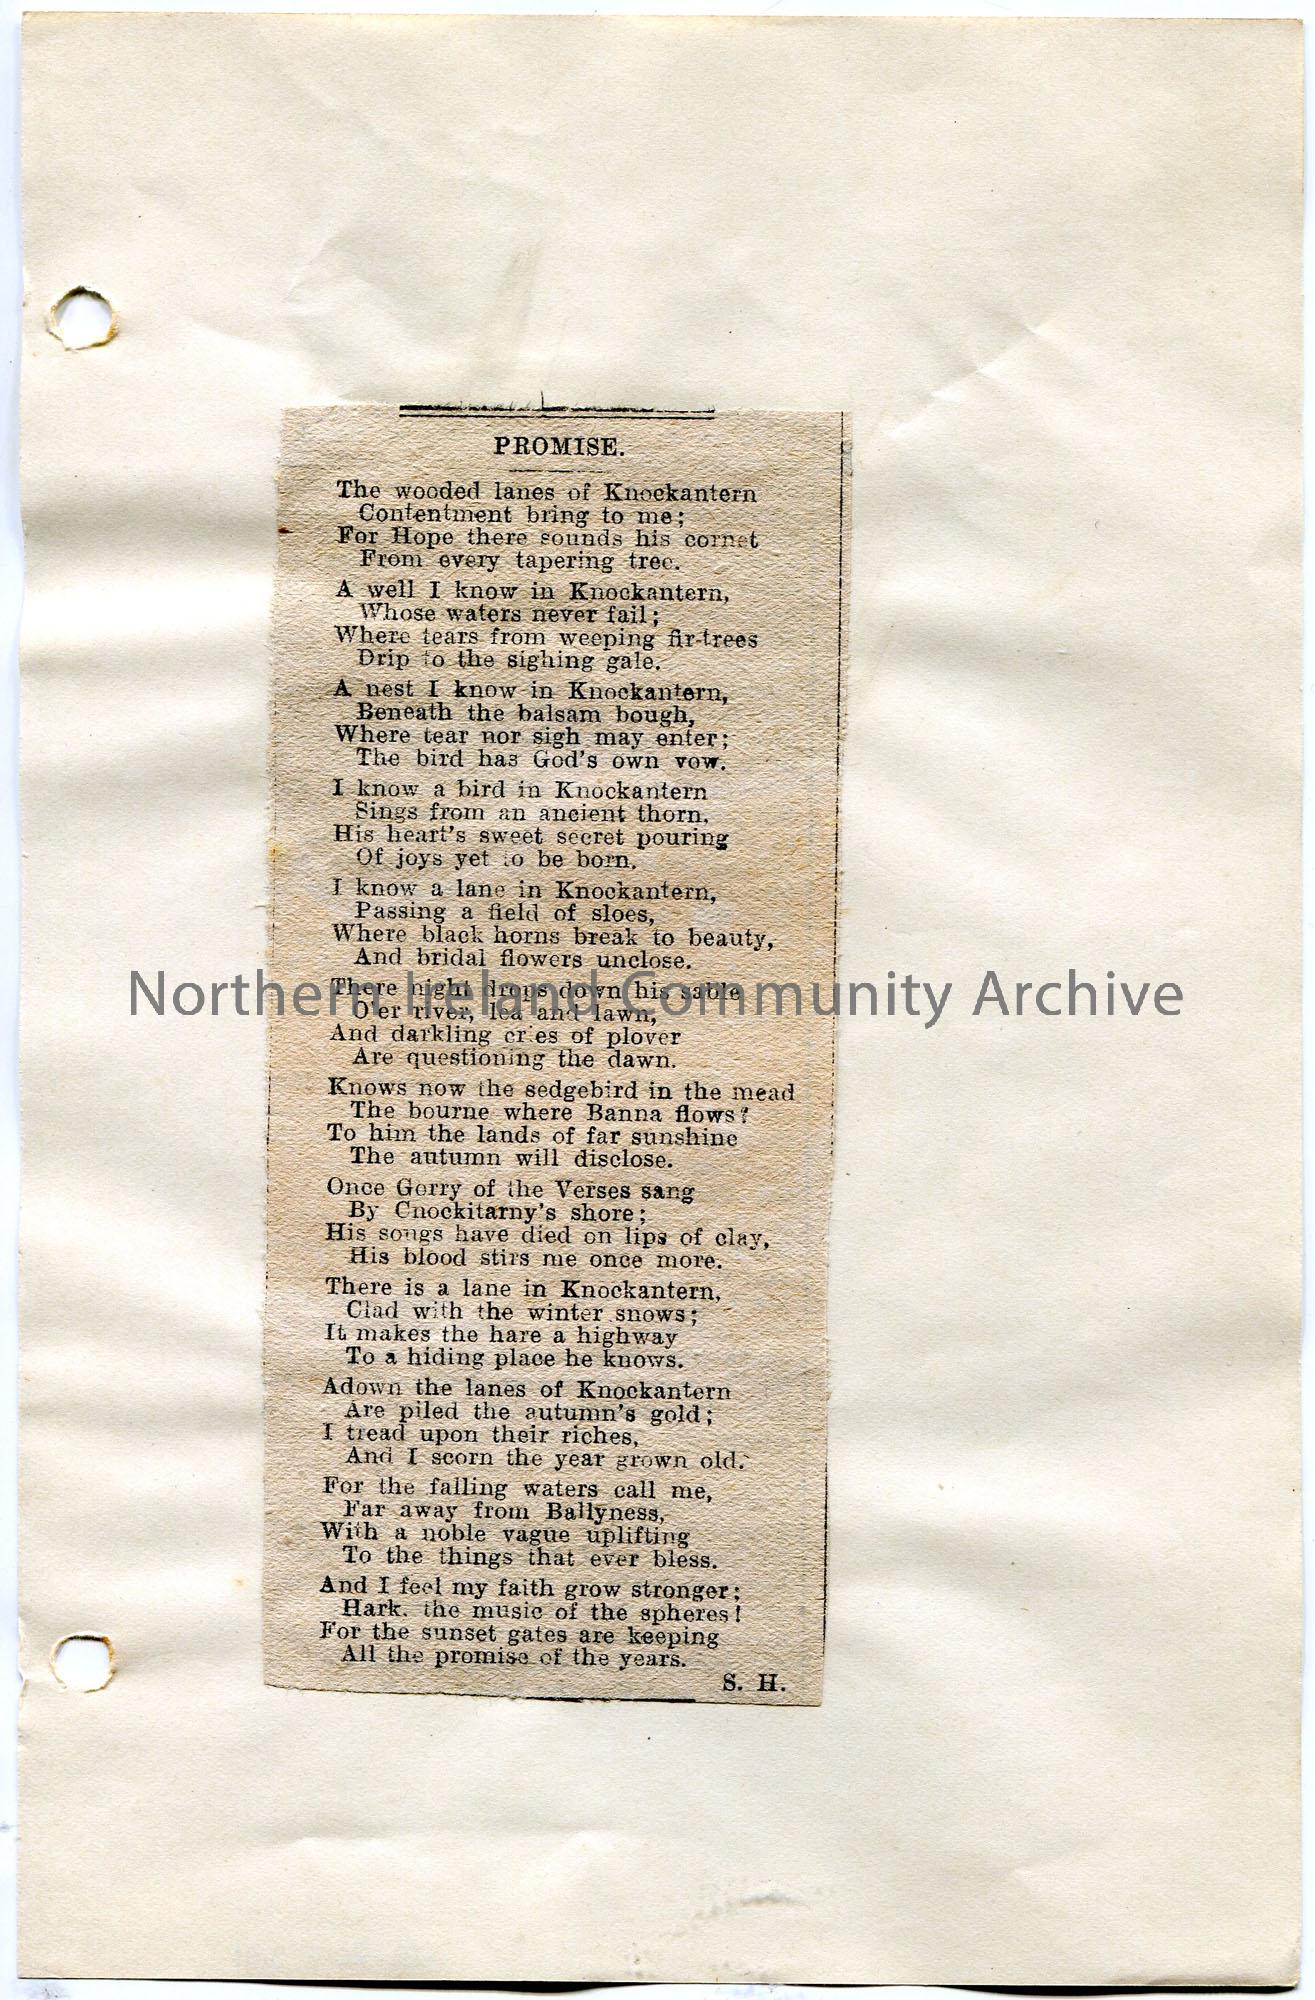 PROMISE.
The wooded lanes of Knockantern
Contentment bring to me;
For Hope there sounds his cornet
From every tapering tree.
A well I know in Knockantern,
Whose waters never fail;
Where tears from weeping fir-trees
Drip to the sighing gale.
A nest I know in Knockantern,
Beneath the balsam bough,
Where tear nor sigh may enter;
The bird has God's own vow.
I know a bird in Knockantern
Sings from an ancient thorn,
His heart's sweet secret pouring
Of joys yet to be born.
I know a lane in Knockantern,
Passing a field of sloes,
Where black horns break to beauty,
And bridal flowers unclose.
There night drops down his sable
O'er river, lea and lawn,
And darkling cries of plover
Are questioning the dawn.
Knows now the sedgebird in the mead
The bourne where Banna flows?
To him the lands of far sunshine
The autumn will disclose.
Once Gorry of the Verses sang
By Cnockitarny's shore;
His songs have died on lips of clay,
His blood stirs me once more.
There is a lane in Knockantern,
Clad with the winter snows;
It makes the hare a highway
To a hiding place he knows.
Adown the lanes of Knockantern
Are piled the autumn's gold;
I tread upon their riches,
And I scorn the year grown old.
For the falling waters call me,
Far away from Ballyness,
With a noble vague uplifting
To the things that ever bless.
And I feel my faith grow stronger;
Hark, the music of the spheres!
For the sunset gates are keeping
All the promise of the years.
S. H.
Northern Ireland Community Archive